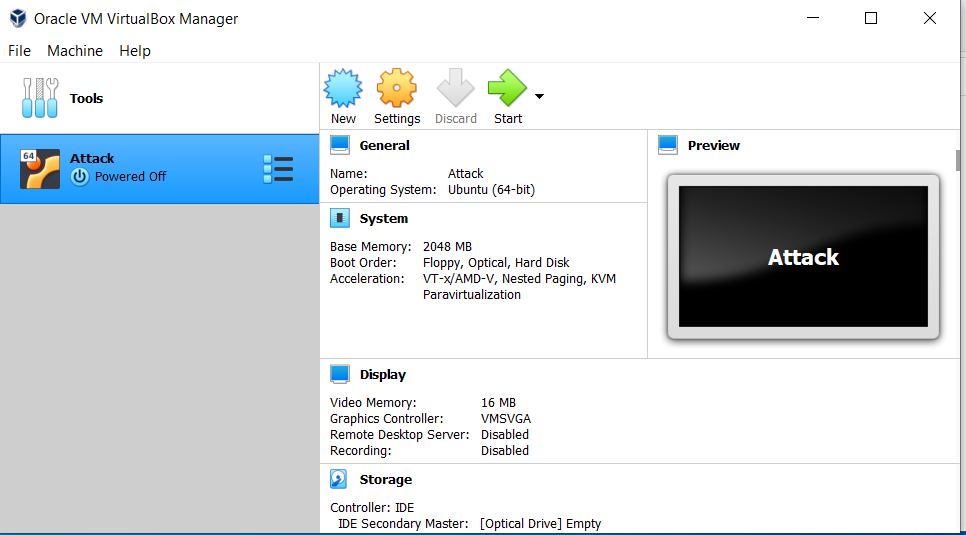 Oracle VM VirtualBox Manager
File Machine Help
Tools
New Settings Discard Start
64
Attack
Powered Off
General
Name: Attack
Operating System: Ubuntu (64-bit)
System
Base Memory: 2048 MB
Boot Order: Floppy, Optical, Hard Disk
Acceleration: VT-x/AMD-V, Nested Paging, KVM
Paravirtualization
Preview
Attack
Display
Video Memory: 16 MB
Graphics Controller: VMSVGA
Remote Desktop Server: Disabled
Recording: Disabled
Storage
Controller: IDE
IDE Secondary Master: [Optical Drive] Empty